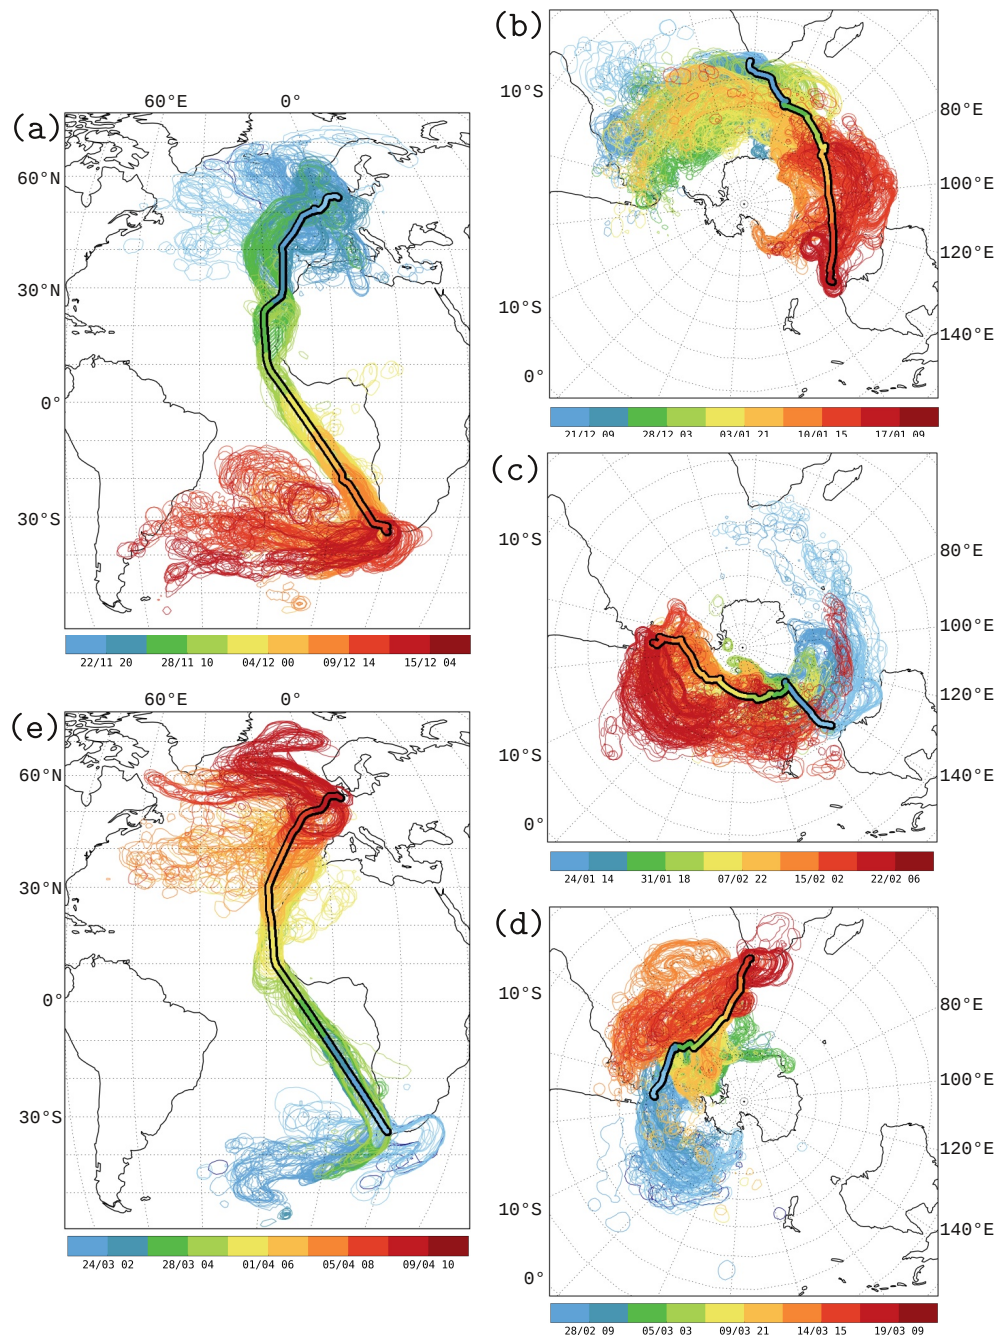 (a)
60°E 0°
60°N
30°N
0°
30°S
22/11 20 28/11 10 04/12 00 09/12 14 15/12 04
(b)
10°S
10°S
0°
80°E
100°E
120°E
140°E
21/12 09 28/12 03 03/01 21 10/01 15 17/01 09
(c)
10°S
10°S
0°
80°E
100°E
120°E
140°E
24/01 14 31/01 18 07/02 22 15/02 02 22/02 06
(e)
60°E 0°
60°N
30°N
0°
30°S
24/03 02 28/03 04 01/04 06 05/04 08 09/04 10
(d)
10°S
10°S
0°
80°E
100°E
120°E
140°E
28/02 09 05/03 03 09/03 21 14/03 15 19/03 09